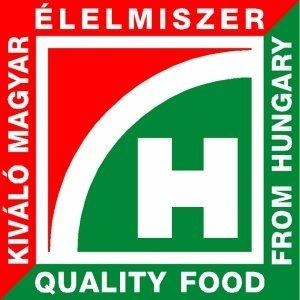 KIVÁLÓ MAGYAR
ÉLELMISZER
H
QUALITY FOOD
FROM HUNGARY